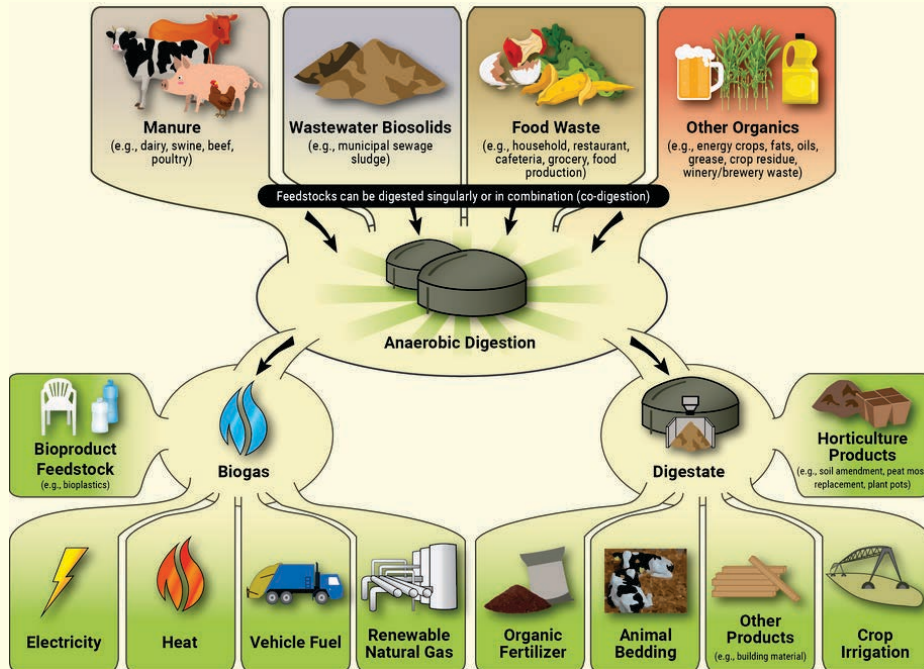 Manure
(e.g., dairy, swine, beef,
poultry)
Wastewater Biosolids
(e.g., municipal sewage
sludge)
Food Waste
(e.g., household, restaurant,
cafeteria, grocery, food
production)
Other Organics
(e.g., energy crops, fats, oils,
grease, crop residue,
winery/brewery waste)
Feedstocks can be digested singularly or in combination (co-digestion)
Anaerobic Digestion
Bioproduct
Feedstock
(e.g., bioplastics)
Biogas
Digestate
Horticulture
Products
(e.g., soil amendment, peat moss
replacement, plant pots)
Electricity
Heat
Vehicle Fuel
Renewable
Natural Gas
Organic
Fertilizer
Animal
Bedding
Other
Products
(e.g., building material)
Crop
Irrigation